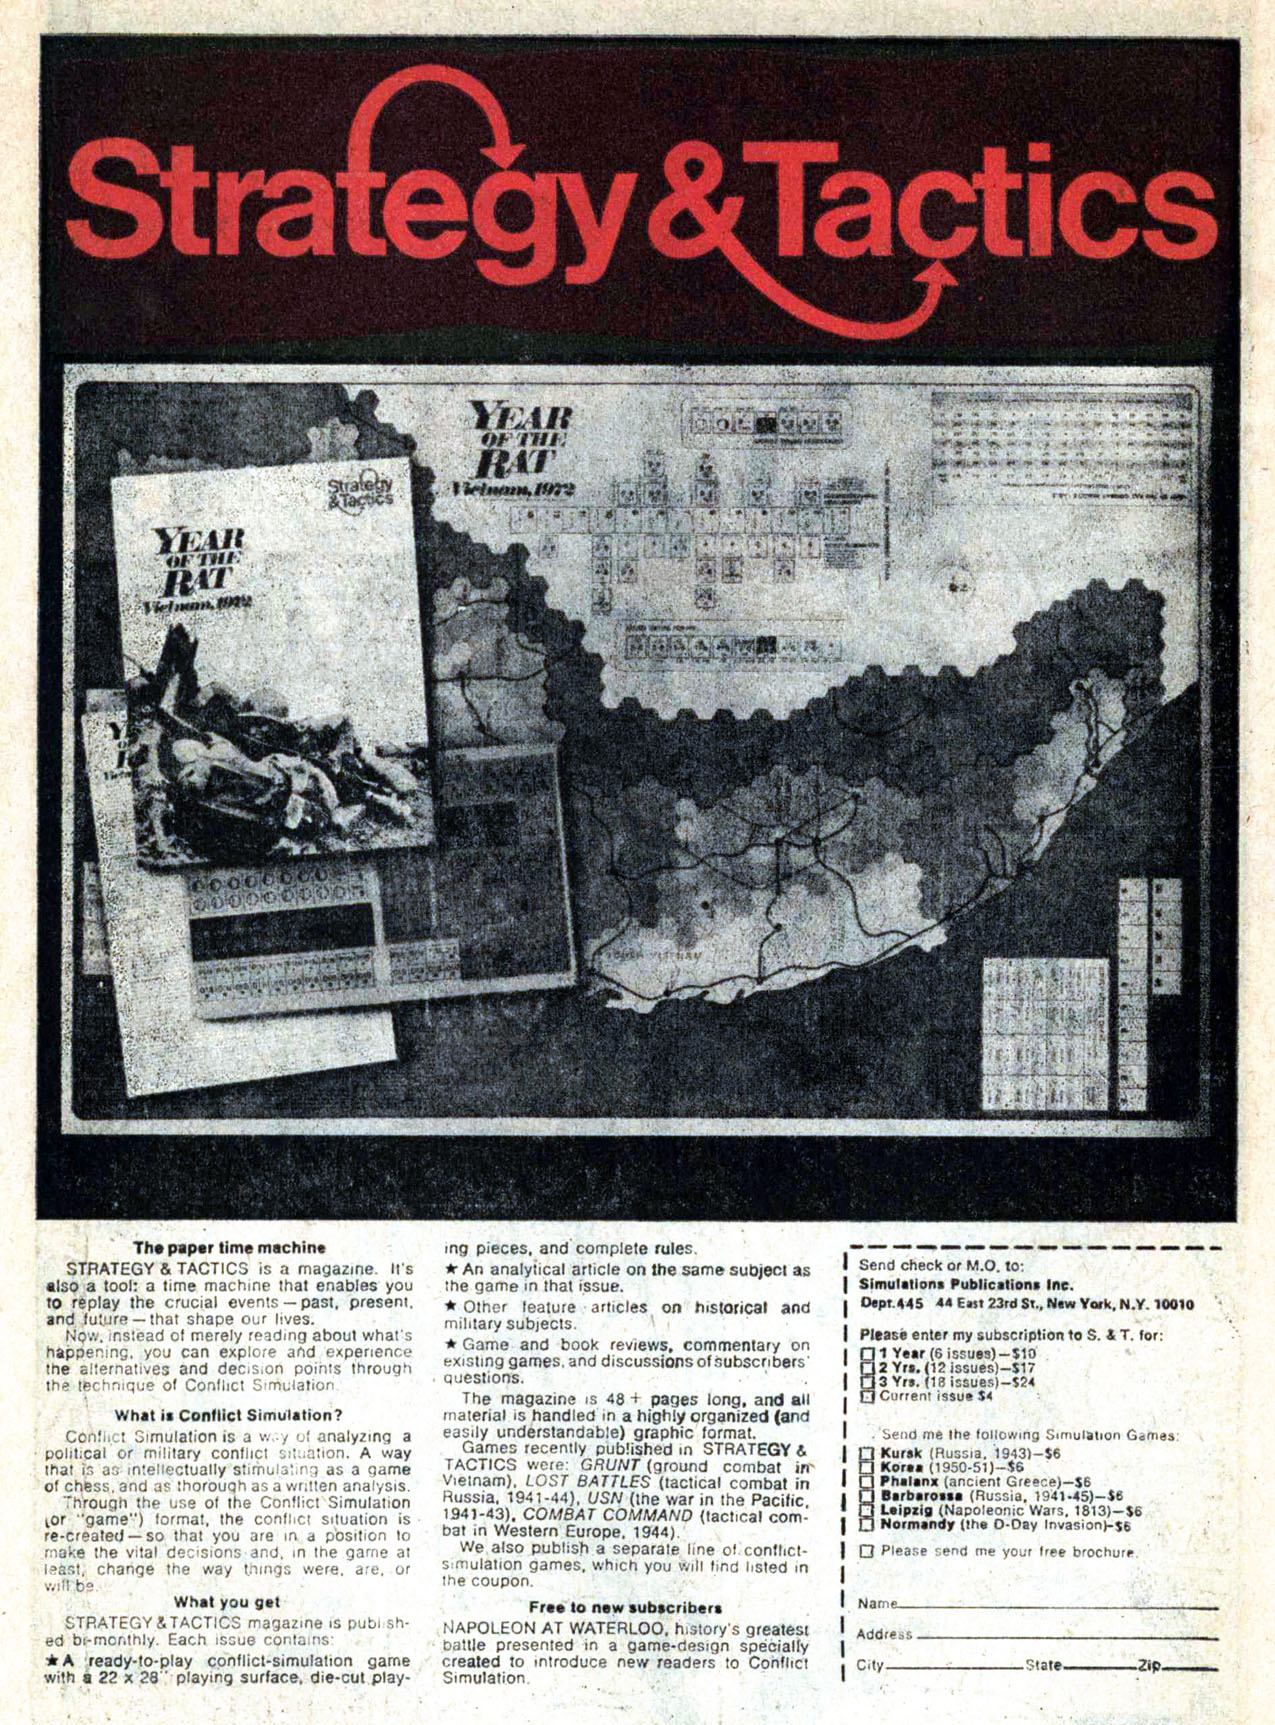 Strategy & Tactics
YEAR
OF THE
RAT
Vietnam, 1972
Strategy
& Tactics
YEAR
OF THE
RAT
Vietnam, 1972
The paper time machine
STRATEGY & TACTICS is a magazine. It's
also a tool: a time machine that enables you
to replay the crucial events — past, present,
and future — that shape our lives.
Now, instead of merely reading about what's
happening, you can explore and experience
the alternatives and decision points through
the technique of Conflict Simulation.
What is Conflict Simulation?
Conflict Simulation is a way of analyzing a
political or military conflict situation. A way
that is as intellectually stimulating as a game
of chess, and as thorough as a written analysis.
Through the use of the Conflict Simulation
(or "game") format, the conflict situation is
re-created — so that you are in a position to
make the vital decisions and, in the game at
least, change the way things were, are, or
will be.
What you get
STRATEGY & TACTICS magazine is publish-
ed bi-monthly. Each issue contains:
★ A ready-to-play conflict-simulation game
with a 22 x 28" playing surface, die-cut play-
ing pieces, and complete rules.
★ An analytical article on the same subject as
the game in that issue.
★ Other feature articles on historical and
military subjects.
★ Game and book reviews, commentary on
existing games, and discussions of subscribers'
questions.
The magazine is 48 + pages long, and all
material is handled in a highly organized (and
easily understandable) graphic format.
Games recently published in STRATEGY &
TACTICS were: GRUNT (ground combat in
Vietnam), LOST BATTLES (tactical combat in
Russia, 1941-44), USN (the war in the Pacific,
1941-43), COMBAT COMMAND (tactical com-
bat in Western Europe, 1944).
We also publish a separate line of conflict-
simulation games, which you will find listed in
the coupon.
Free to new subscribers
NAPOLEON AT WATERLOO, history's greatest
battle presented in a game-design specially
created to introduce new readers to Conflict
Simulation.
Send check or M.O. to:
Simulations Publications Inc.
Dept. 445 44 East 23rd St., New York, N.Y. 10010
Please enter my subscription to S. & T. for:
1 Year (6 issues)—$10
2 Yrs. (12 issues)—$17
3 Yrs. (18 issues)—$24
Current issue $4
Send me the following Simulation Games:
Kursk (Russia, 1943)—$6
Korea (1950-51)—$6
Phalanx (ancient Greece)—$6
Barbarossa (Russia, 1941-45)—$6
Leipzig (Napoleonic Wars, 1813)—$6
Normandy (the D-Day Invasion)—$6
Please send me your free brochure.
Name
Address
City State Zip